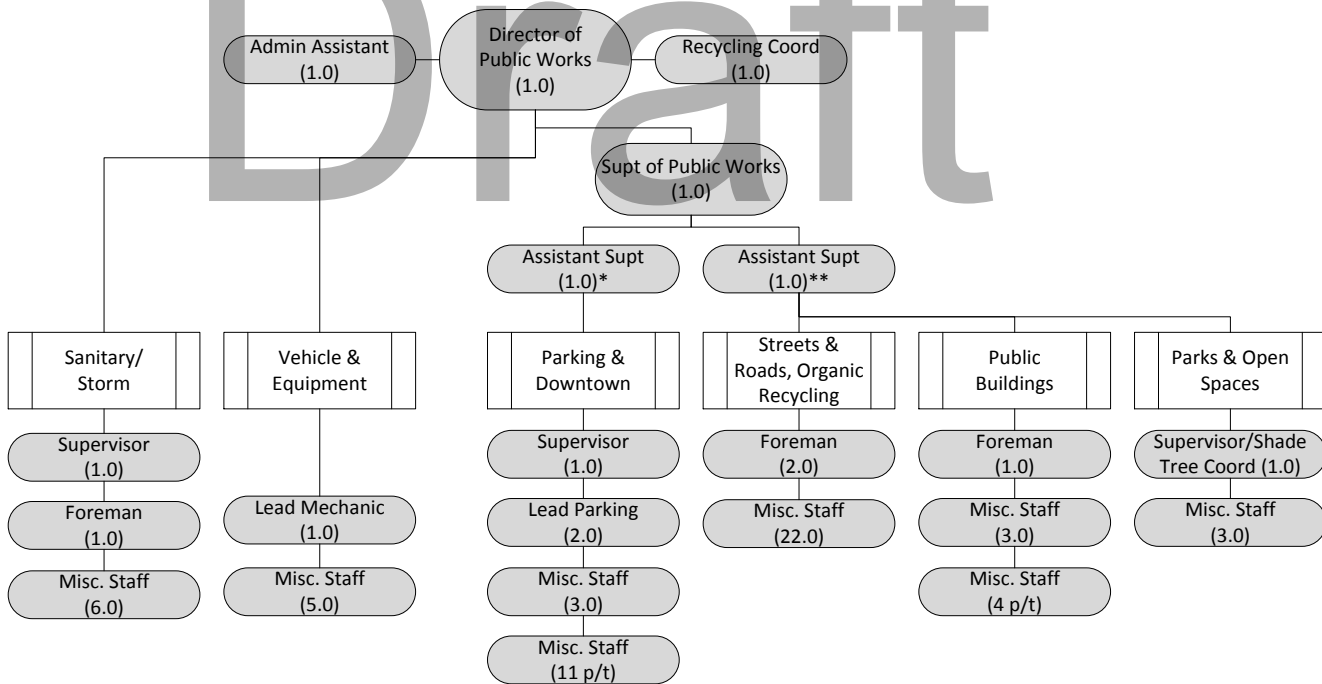 Draft
Admin Assistant
(1.0)
Director of
Public Works
(1.0)
Recycling Coord
(1.0)
Supt of Public Works
(1.0)
Assistant Supt
(1.0)*
Assistant Supt
(1.0)**
Sanitary/
Storm
Vehicle &
Equipment
Parking &
Downtown
Streets &
Roads, Organic
Recycling
Public
Buildings
Parks & Open
Spaces
Supervisor
(1.0)
Foreman
(1.0)
Misc. Staff
(6.0)
Lead Mechanic
(1.0)
Misc. Staff
(5.0)
Supervisor
(1.0)
Lead Parking
(2.0)
Misc. Staff
(3.0)
Misc. Staff
(11 p/t)
Foreman
(2.0)
Misc. Staff
(22.0)
Foreman
(1.0)
Misc. Staff
(3.0)
Misc. Staff
(4 p/t)
Supervisor/Shade
Tree Coord (1.0)
Misc. Staff
(3.0)